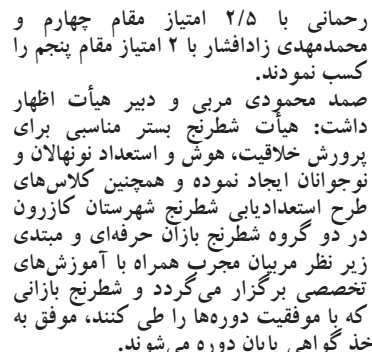 رحمانی با ۲/۵ امتیاز مقام چهارم و
محمدمهدی زادافشار با ۲ امتیاز مقام پنجم را
کسب نمودند.
صمد محمودی مربی و دبیر هیأت اظهار
داشت: هیأت شطرنج بستر مناسبی برای
پرورش خلاقیت، هوش و استعداد نونهالان و
نوجوانان ایجاد نموده و همچنین کلاس‌های
طرح استعدادیابی شطرنج شهرستان کازرون
در دو گروه شطرنج بازان حرفه‌ای و مبتدی
زیر نظر مربیان مجرب همراه با آموزش‌های
تخصصی برگزار می‌گردد و شطرنج بازانی
که با موفقیت دوره‌ها را طی کنند، موفق به
خذ گواهی پایان دوره می‌شوند.